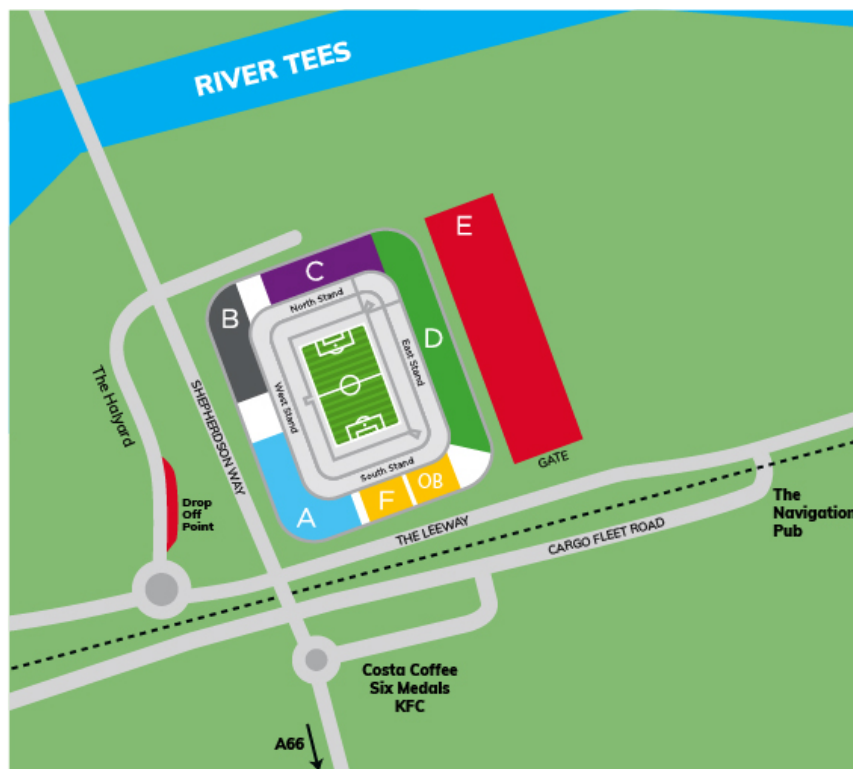 RIVER TEES
E
C
North Stand
B
D
East Stand
West Stand
The Halyard
SHEPHERDSON WAY
South Stand
GATE
OB
F
A
Drop
Off
Point
THE LEEWAY
The
Navigation
Pub
CARGO FLEET ROAD
Costa Coffee
Six Medals
KFC
A66